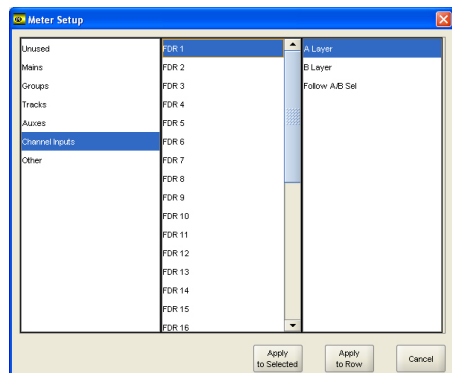 Meter Setup
Unused
Mains
Groups
Tracks
Auxes
Channel Inputs
Other
FDR 1
FDR 2
FDR 3
FDR 4
FDR 5
FDR 6
FDR 7
FDR 8
FDR 9
FDR 10
FDR 11
FDR 12
FDR 13
FDR 14
FDR 15
FDR 16
A Layer
B Layer
Follow A/B Sel
Apply
to Selected
Apply
to Row
Cancel